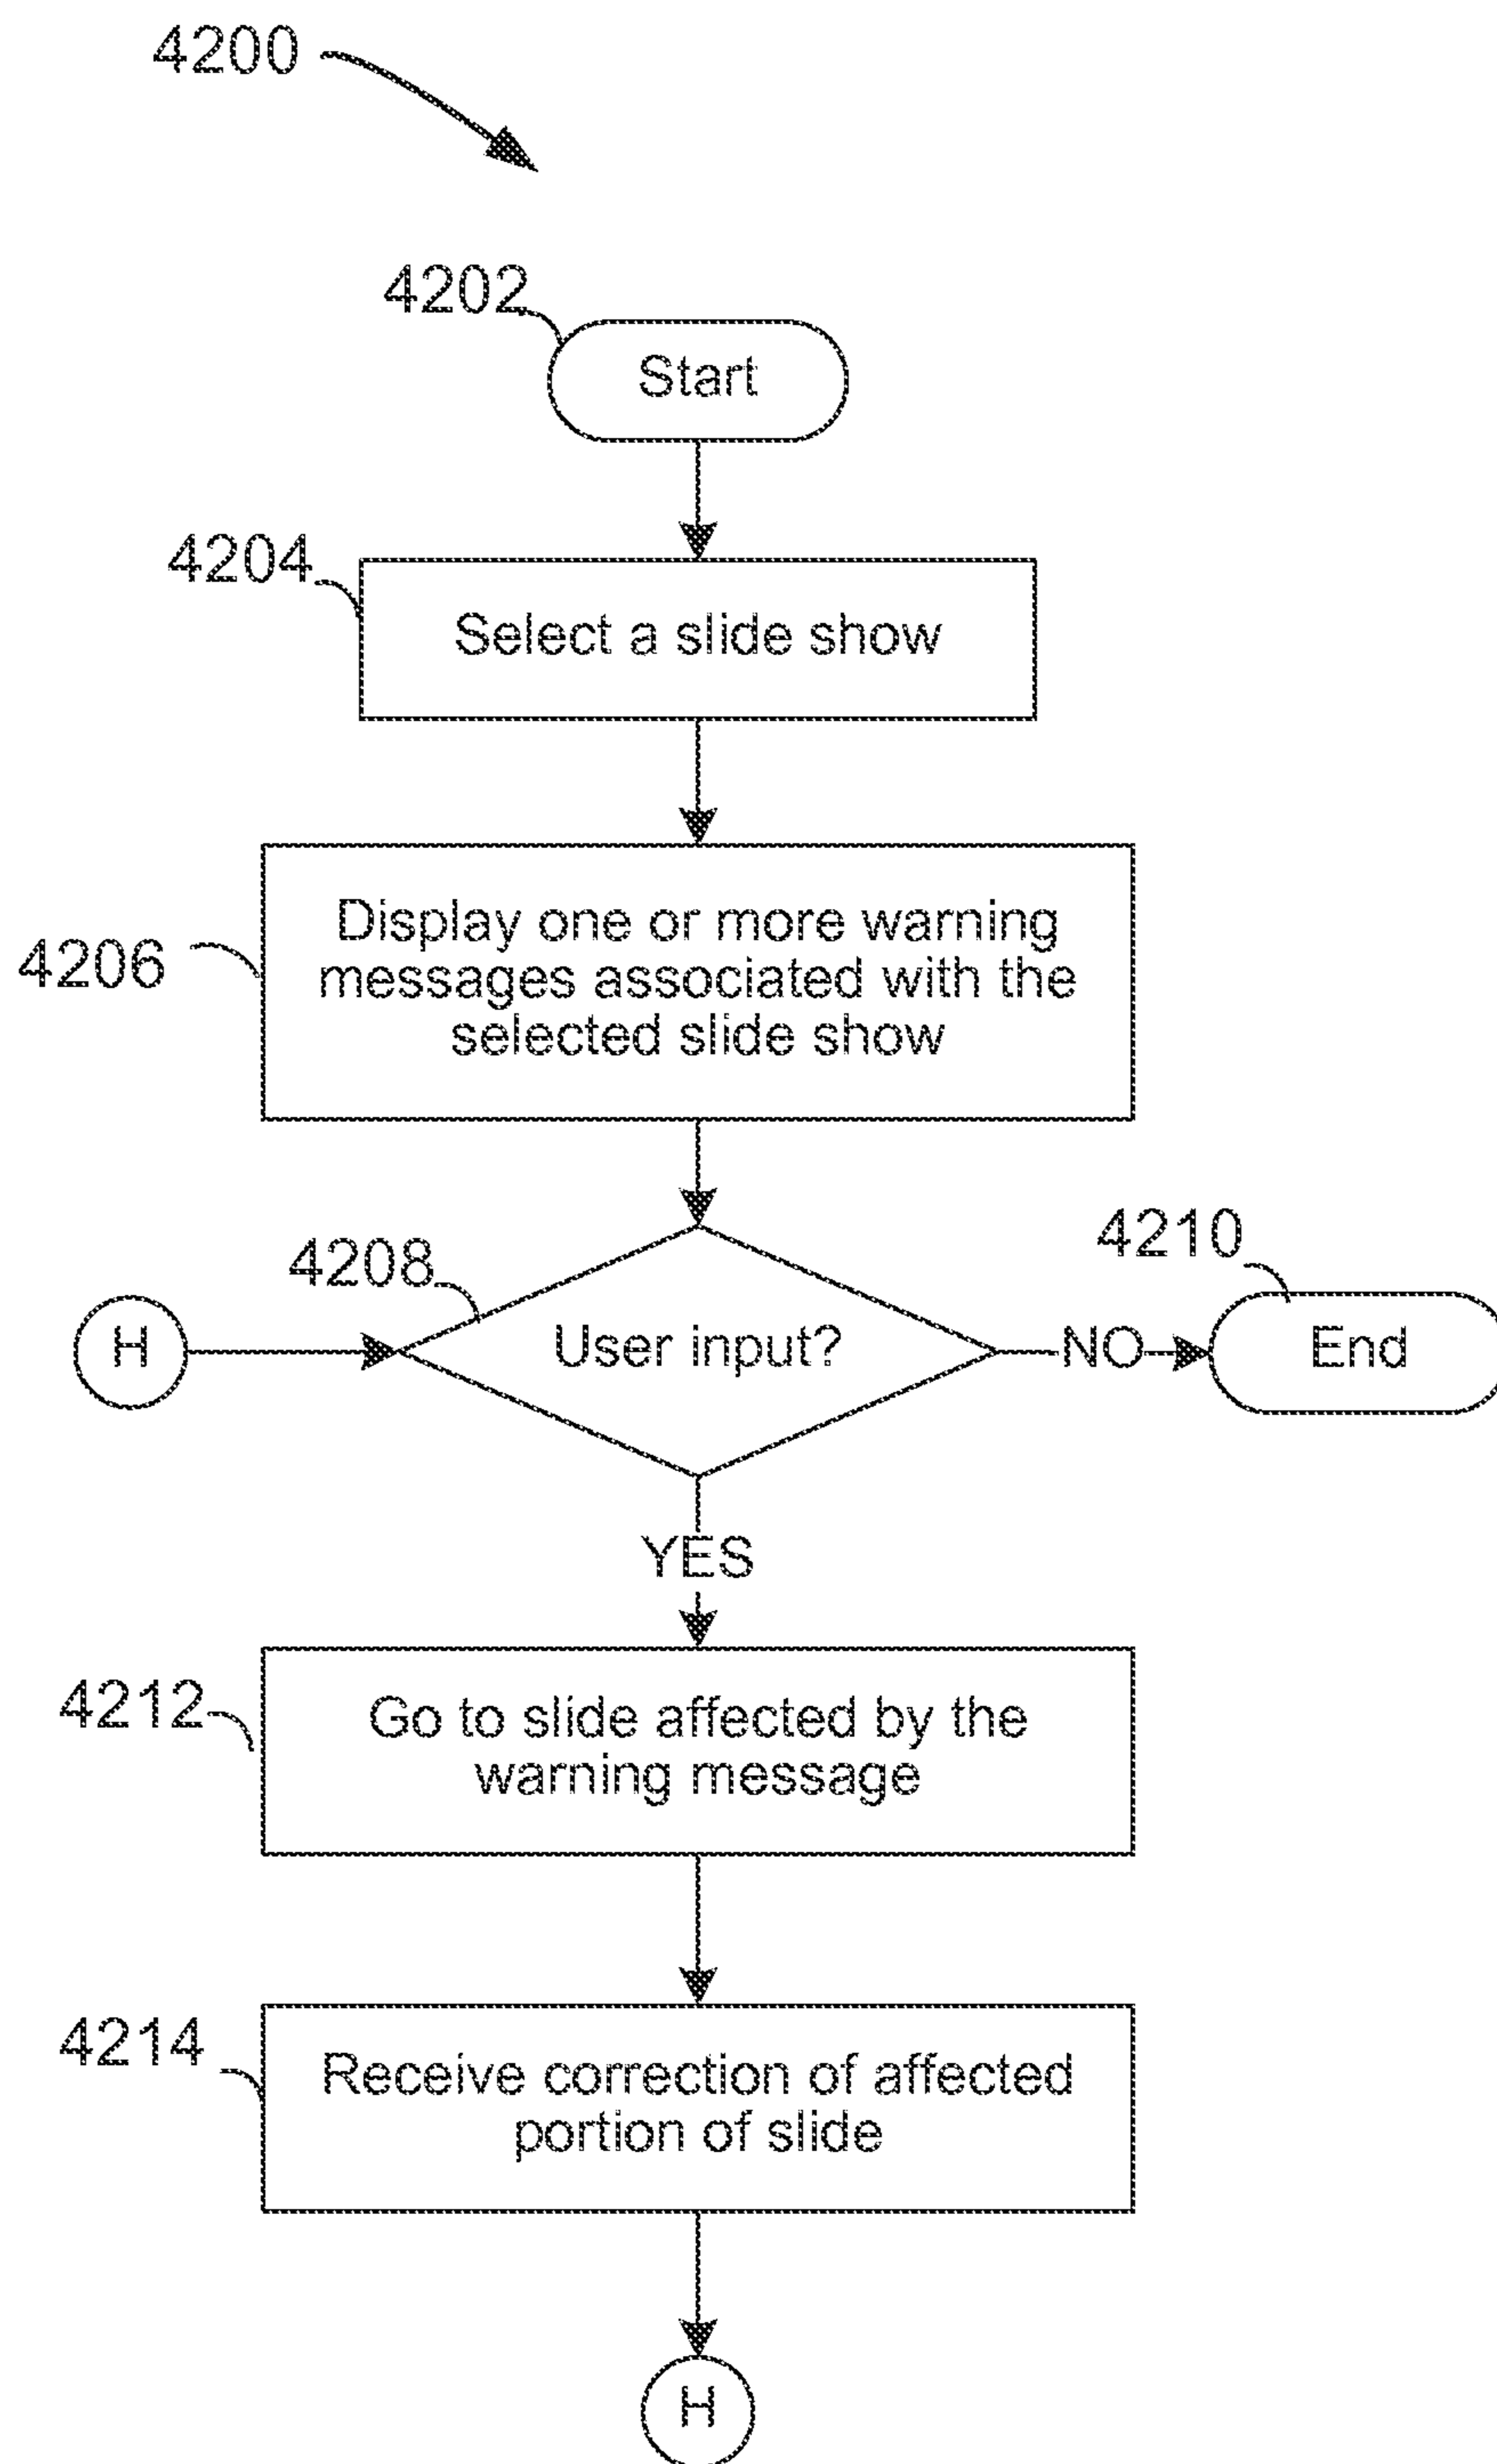 4200
4202
Start
4204
Select a slide show
4206
Display one or more warning
messages associated with the
selected slide show
4208
4210
H
User input?
NO
End
YES
4212
Go to slide affected by the
warning message
4214
Receive correction of affected
portion of slide
H